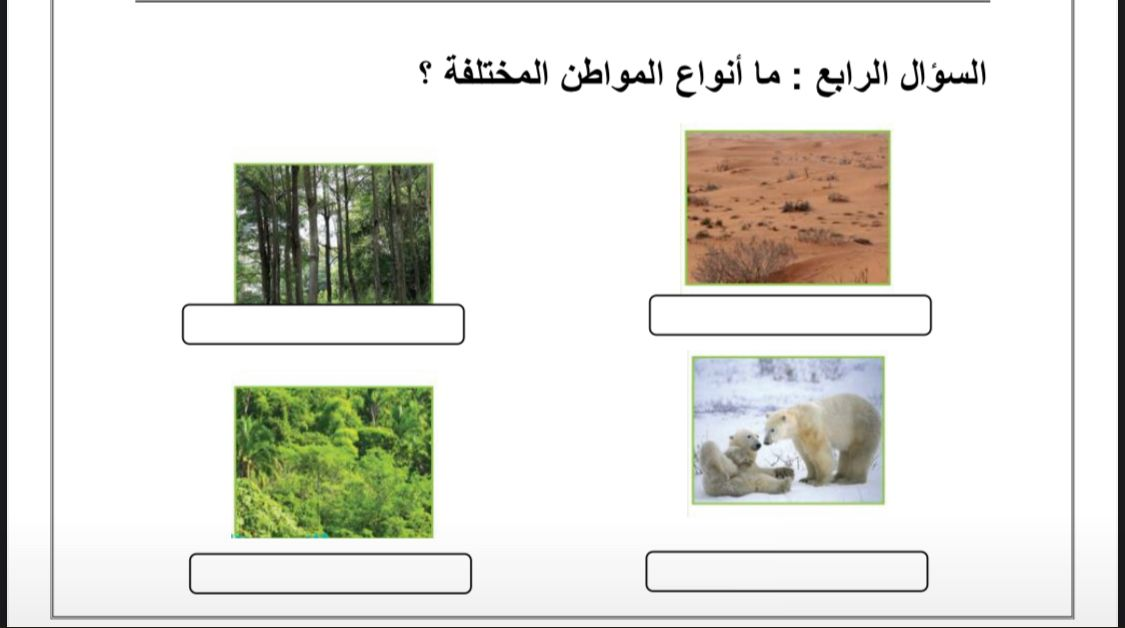 السؤال الرابع : ما أنواع المواطن المختلفة ؟